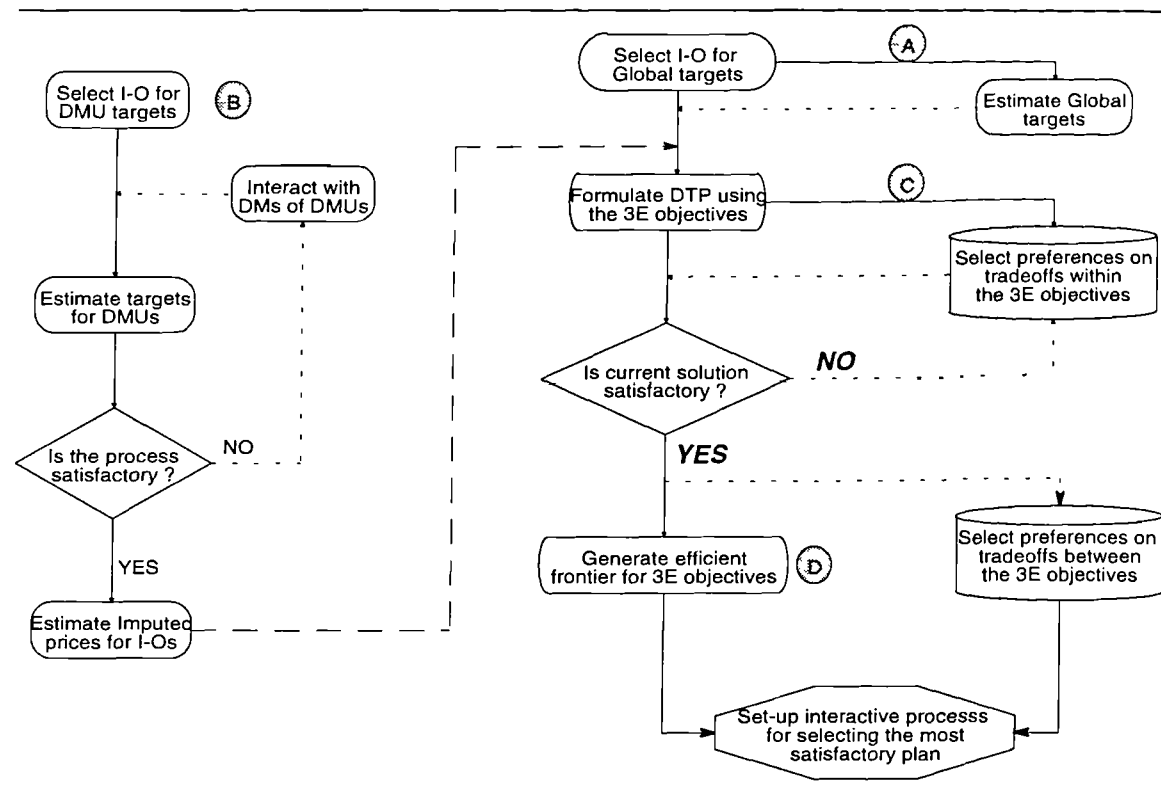 Select I-O for
DMU targets
B
Interact with
DMs of DMUs
Estimate targets
for DMUs
Is the process
satisfactory ?
NO
YES
Estimate Imputed
prices for I-Os
Select I-O for
Global targets
A
Estimate Global
targets
Formulate DTP using
the 3E objectives
C
Select preferences on
tradeoffs within
the 3E objectives
Is current solution
satisfactory ?
NO
YES
Generate efficient
frontier for 3E objectives
D
Select preferences on
tradeoffs between
the 3E objectives
Set-up interactive processs
for selecting the most
satisfactory plan